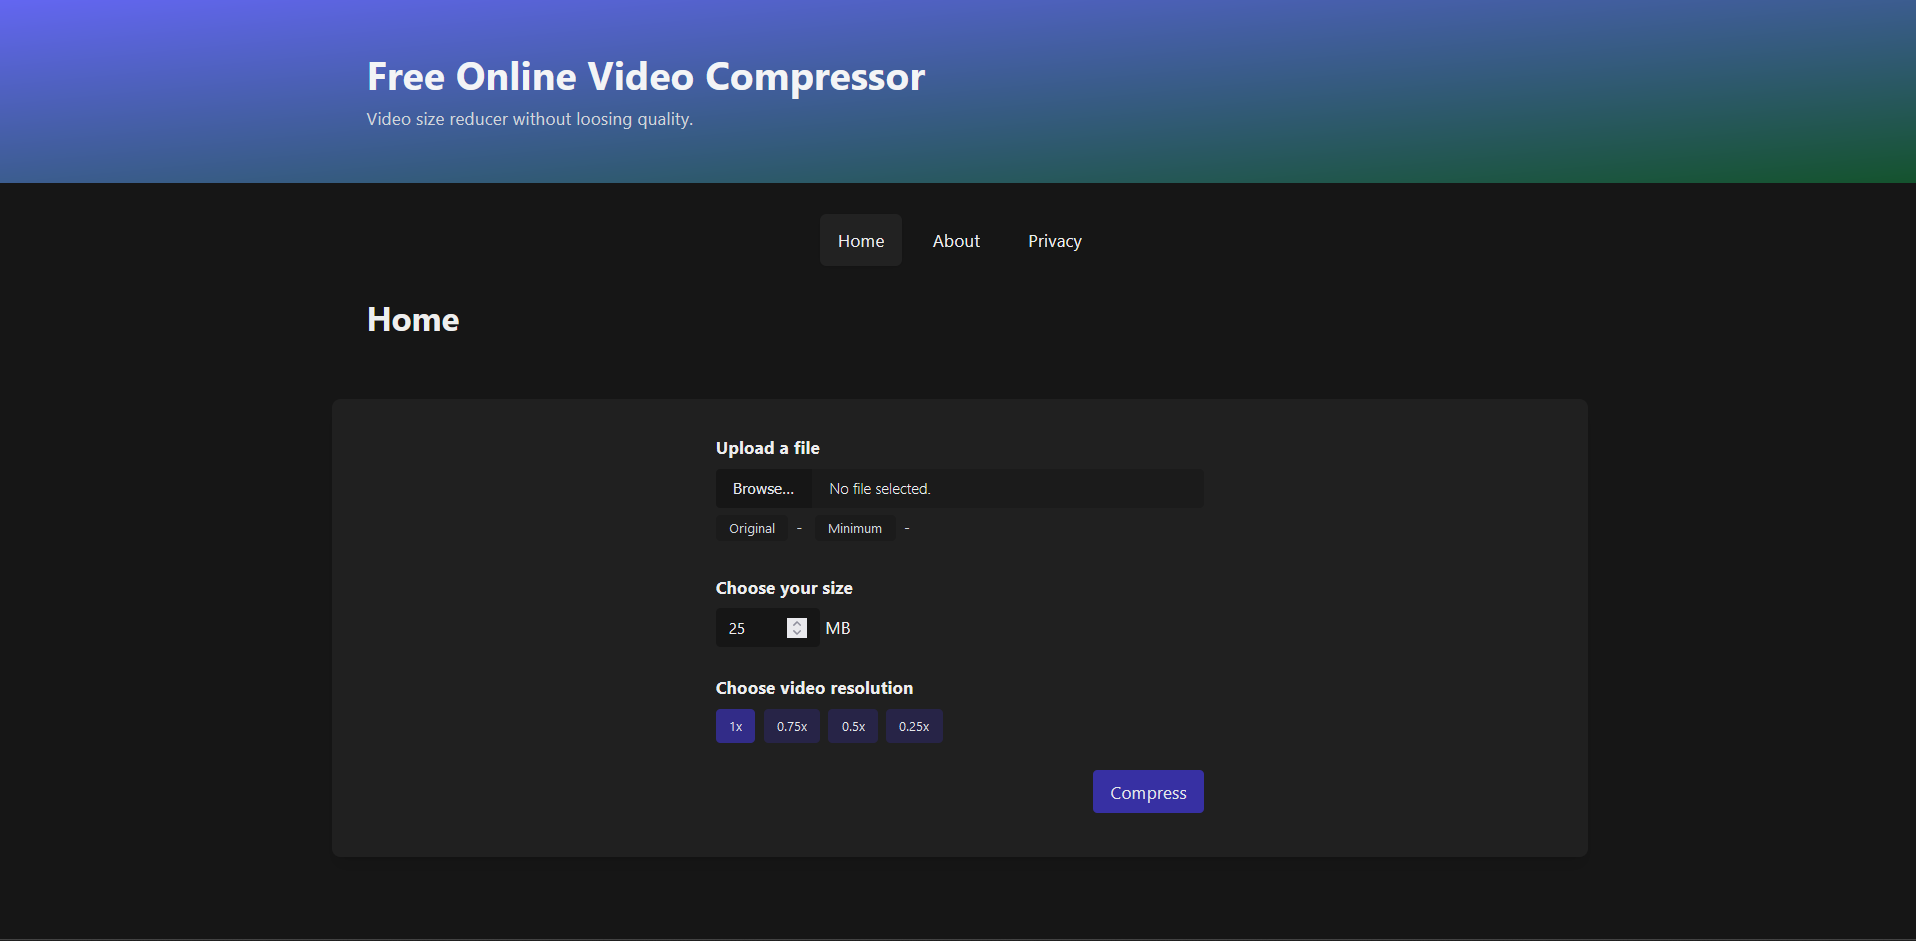 Free Online Video Compressor
Video size reducer without loosing quality.
Home About Privacy
Home
Upload a file
Browse... No file selected.
Original - Minimum -
Choose your size
25 MB
Choose video resolution
1x 0.75x 0.5x 0.25x
Compress